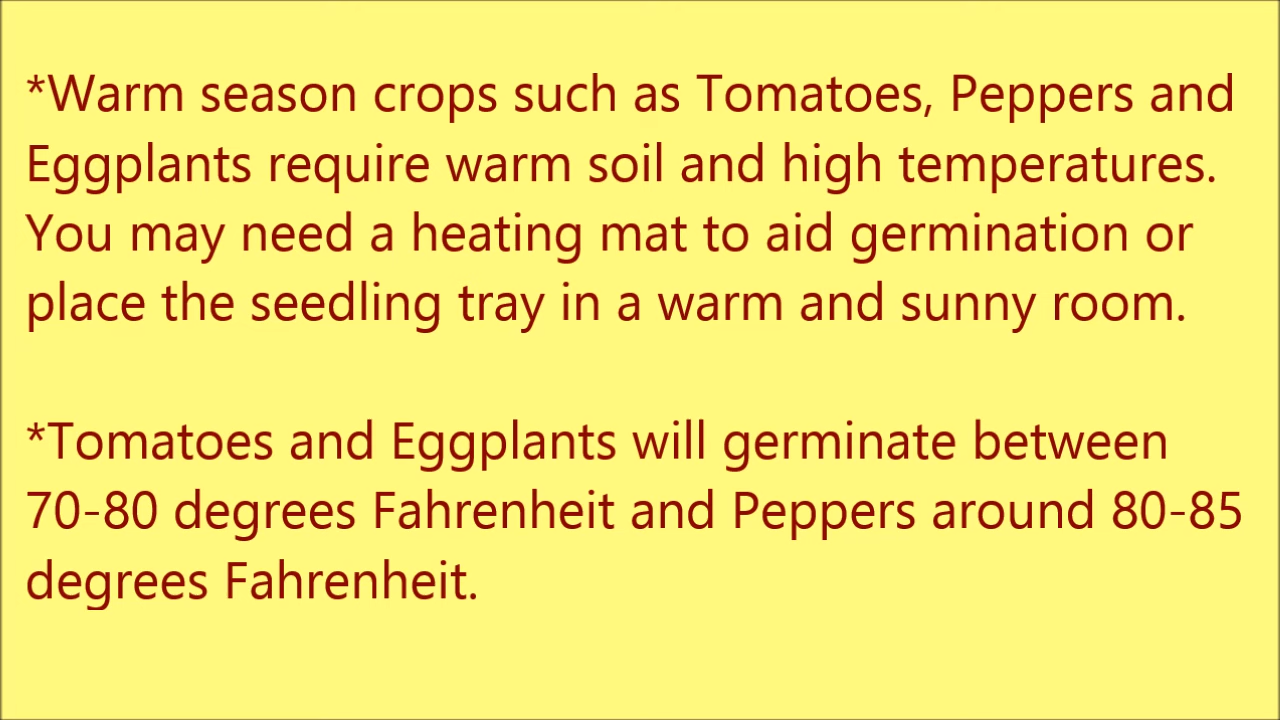 *Warm season crops such as Tomatoes, Peppers and
Eggplants require warm soil and high temperatures.
You may need a heating mat to aid germination or
place the seedling tray in a warm and sunny room.
*Tomatoes and Eggplants will germinate between
70-80 degrees Fahrenheit and Peppers around 80-85
degrees Fahrenheit.